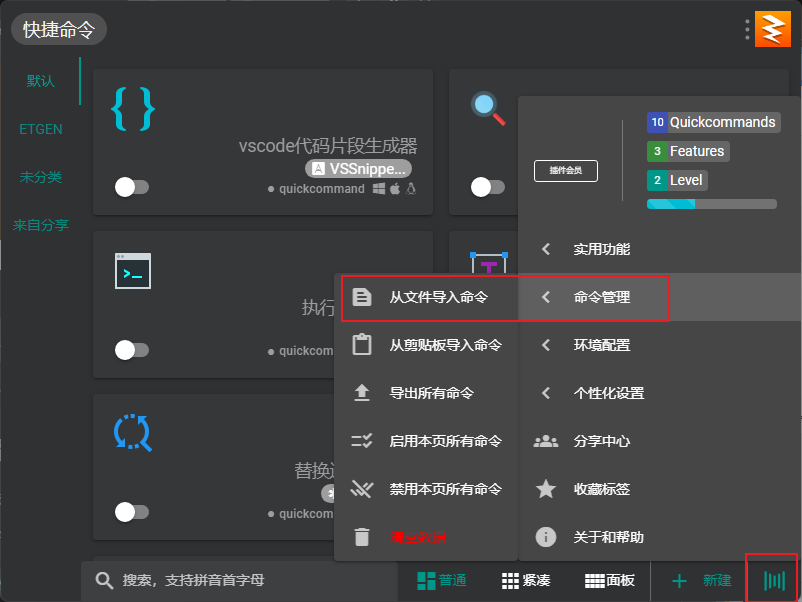 快捷命令
默认
ETGEN
未分类
来自分享
vscode代码片段生成器
A VSSnippe...
quickcommand
执行
quickcom
替换
quickcom
插件会员
10 Quickcommands
3 Features
2 Level
实用功能
命令管理
环境配置
个性化设置
分享中心
收藏标签
关于和帮助
从文件导入命令
从剪贴板导入命令
导出所有命令
启用本页所有命令
禁用本页所有命令
清空数据
搜索，支持拼音首字母
普通
紧凑
面板
新建